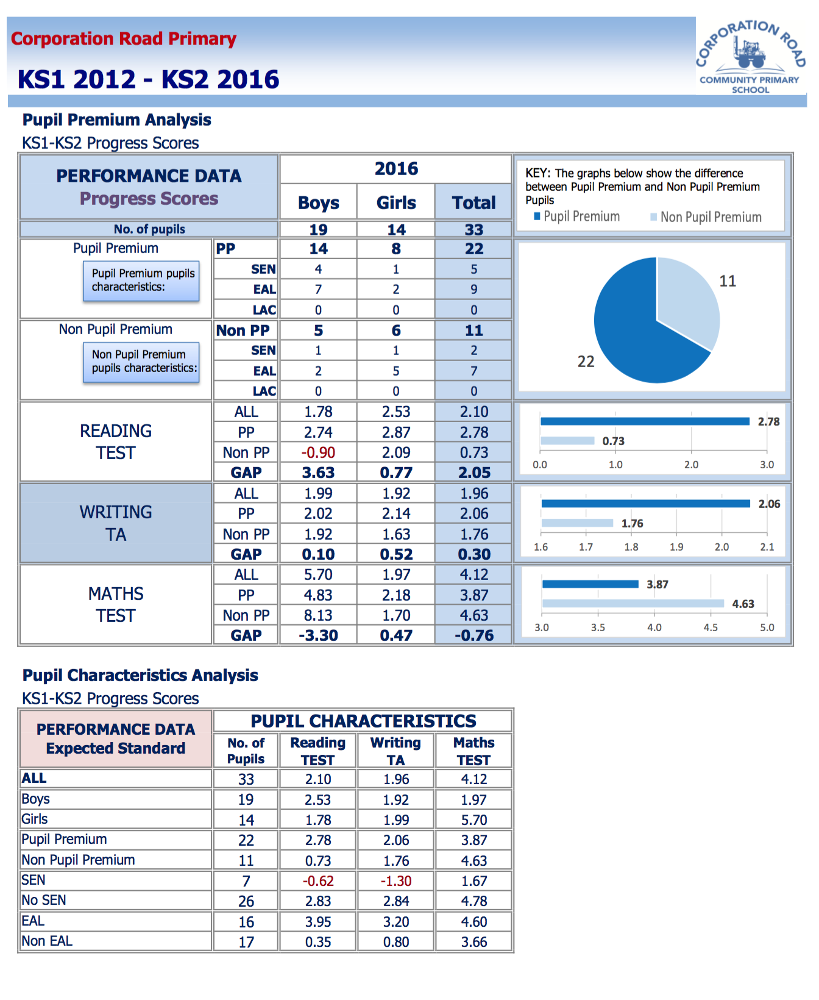 Corporation Road Primary
KS1 2012 - KS2 2016
CORPORATION ROAD
COMMUNITY PRIMARY
SCHOOL
Pupil Premium Analysis
KS1-KS2 Progress Scores
PERFORMANCE DATA
Progress Scores
2016
Boys Girls Total
KEY: The graphs below show the difference
between Pupil Premium and Non Pupil Premium
Pupils
Pupil Premium Non Pupil Premium
No. of pupils 19 14 33
Pupil Premium PP 14 8 22
Pupil Premium pupils
characteristics:
SEN 4 1 5
EAL 7 2 9
LAC 0 0 0
11
22
Non Pupil Premium Non PP 5 6 11
Non Pupil Premium
pupils characteristics:
SEN 1 1 2
EAL 2 5 7
LAC 0 0 0
READING
TEST
ALL 1.78 2.53 2.10
PP 2.74 2.87 2.78
Non PP -0.90 2.09 0.73
GAP 3.63 0.77 2.05
2.78
0.73
0.0 1.0 2.0 3.0
WRITING
TA
ALL 1.99 1.92 1.96
PP 2.02 2.14 2.06
Non PP 1.92 1.63 1.76
GAP 0.10 0.52 0.30
2.06
1.76
1.6 1.7 1.8 1.9 2.0 2.1
MATHS
TEST
ALL 5.70 1.97 4.12
PP 4.83 2.18 3.87
Non PP 8.13 1.70 4.63
GAP -3.30 0.47 -0.76
3.87
4.63
3.0 3.5 4.0 4.5 5.0
Pupil Characteristics Analysis
KS1-KS2 Progress Scores
PERFORMANCE DATA
Expected Standard
PUPIL CHARACTERISTICS
No. of Reading Writing Maths
Pupils TEST TA TEST
ALL 33 2.10 1.96 4.12
Boys 19 2.53 1.92 1.97
Girls 14 1.78 1.99 5.70
Pupil Premium 22 2.78 2.06 3.87
Non Pupil Premium 11 0.73 1.76 4.63
SEN 7 -0.62 -1.30 1.67
No SEN 26 2.83 2.84 4.78
EAL 16 3.95 3.20 4.60
Non EAL 17 0.35 0.80 3.66